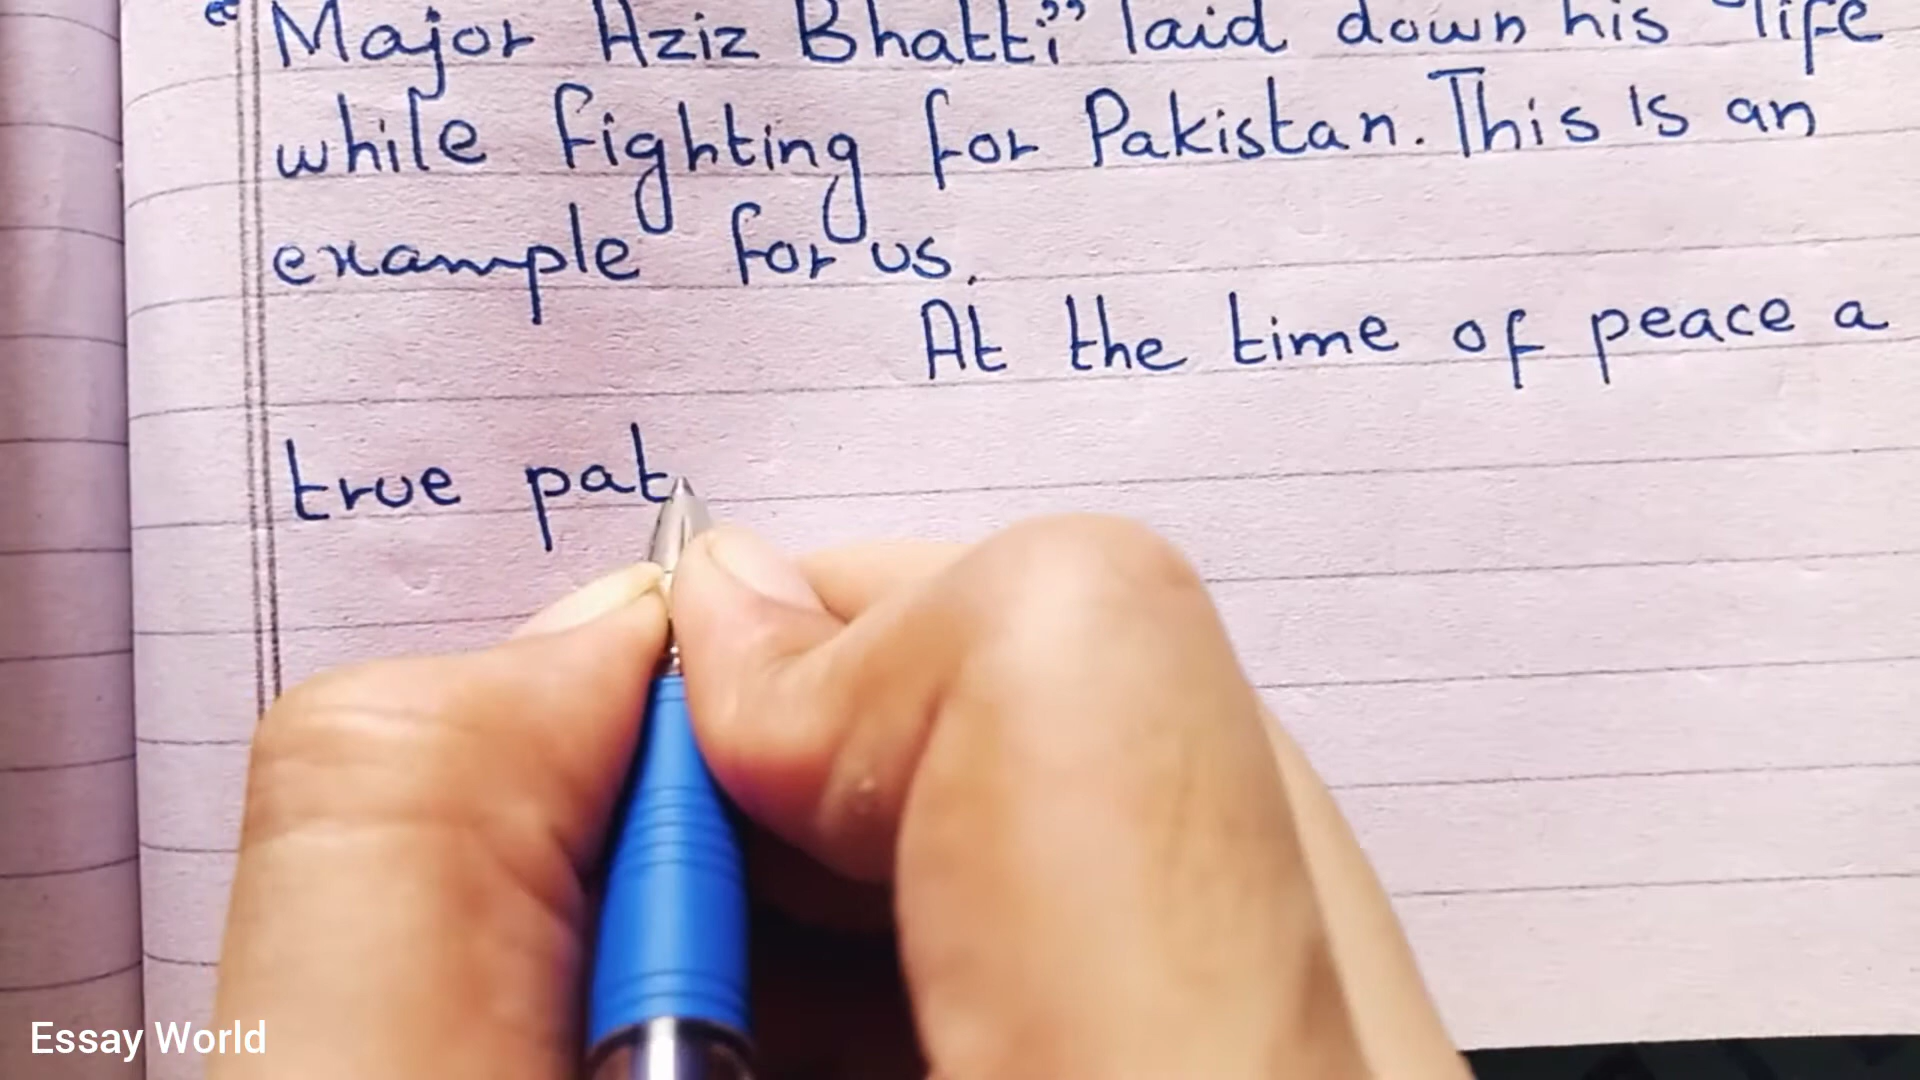 “Major Aziz Bhatti” laid down his life
while fighting for Pakistan. This is an
example for us.
At the time of peace a
true pat
Essay World